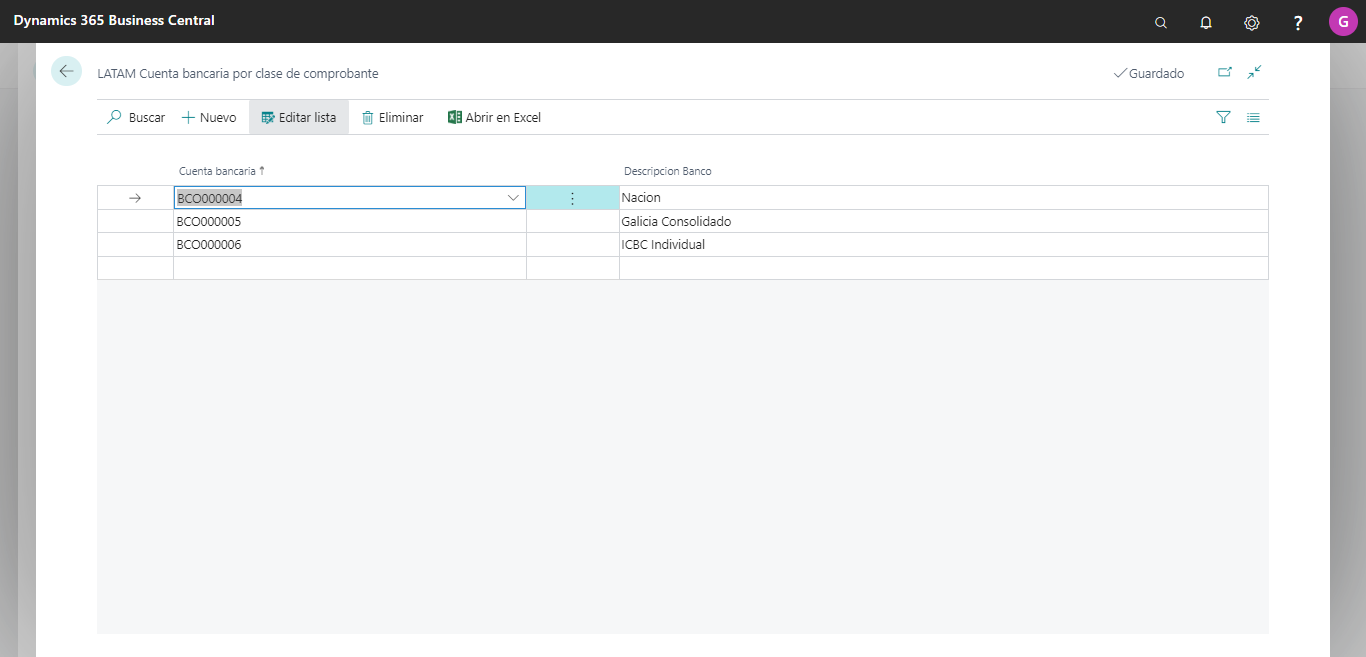 Dynamics 365 Business Central
? G
LATAM Cuenta bancaria por clase de comprobante
Guardado
Buscar Nuevo Editar lista Eliminar Abrir en Excel
Cuenta bancaria ↑ Descripcion Banco
BCO000004 Nacion
BCO000005 Galicia Consolidado
BCO000006 ICBC Individual